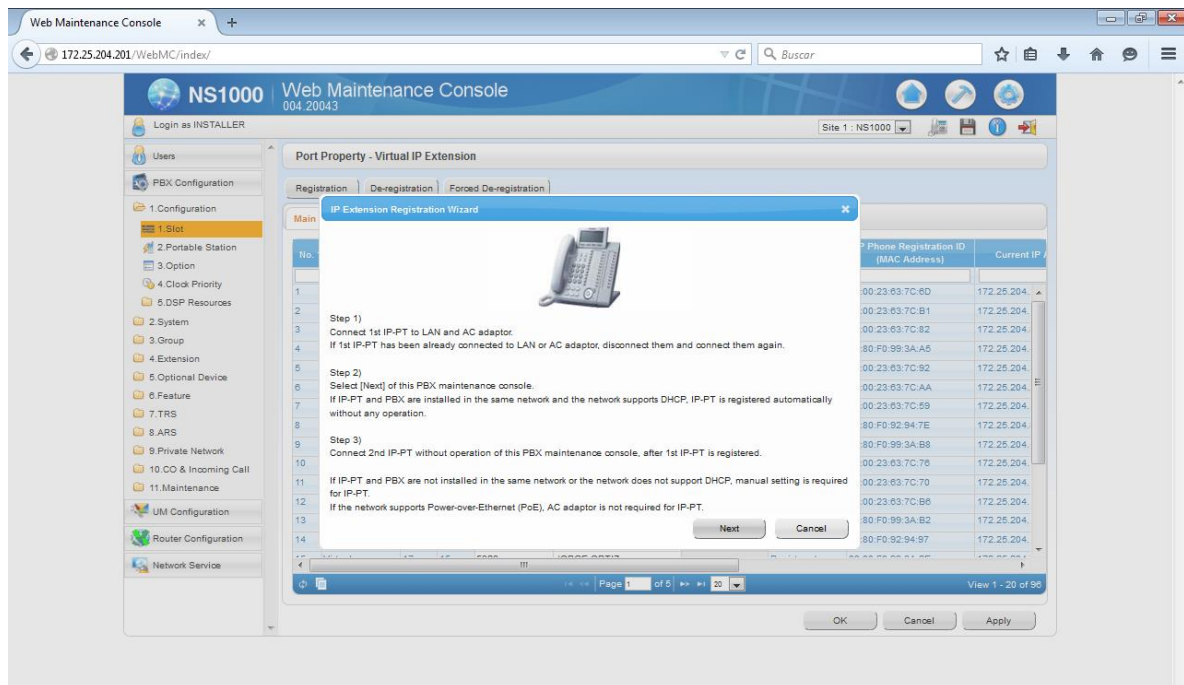 Web Maintenance Console
172.25.204.201/WebMC/index/
Buscar
NS1000
Web Maintenance Console
004.20043
Login as INSTALLER
Site 1 : NS1000
Users
PBX Configuration
1.Configuration
1.Slot
2.Portable Station
3.Option
4.Clock Priority
5.DSP Resources
2.System
3.Group
4.Extension
5.Optional Device
6.Feature
7.TRS
8.ARS
9.Private Network
10.CO & Incoming Call
11.Maintenance
UM Configuration
Router Configuration
Network Service
Port Property - Virtual IP Extension
Registration
De-registration
Forced De-registration
Main
IP Extension Registration Wizard
Step 1)
Connect 1st IP-PT to LAN and AC adaptor.
If 1st IP-PT has been already connected to LAN or AC adaptor, disconnect them and connect them again.
Step 2)
Select [Next] of this PBX maintenance console.
If IP-PT and PBX are installed in the same network and the network supports DHCP, IP-PT is registered automatically
without any operation.
Step 3)
Connect 2nd IP-PT without operation of this PBX maintenance console, after 1st IP-PT is registered.
If IP-PT and PBX are not installed in the same network or the network does not support DHCP, manual setting is required
for IP-PT.
If the network supports Power-over-Ethernet (PoE), AC adaptor is not required for IP-PT.
Next
Cancel
No.
Phone Registration ID
(MAC Address)
Current IP
1 :00:23:63:7C:6D 172.25.204.
2 :00:23:63:7C:B1 172.25.204.
3 :00:23:63:7C:82 172.25.204.
4 :80:F0:99:3A:A5 172.25.204.
5 :00:23:63:7C:92 172.25.204.
6 :00:23:63:7C:AA 172.25.204.
7 :00:23:63:7C:59 172.25.204.
8 :80:F0:92:94:7E 172.25.204.
9 :80:F0:99:3A:B8 172.25.204.
10 :00:23:63:7C:76 172.25.204.
11 :00:23:63:7C:70 172.25.204.
12 :00:23:63:7C:B6 172.25.204.
13 :80:F0:99:3A:B2 172.25.204.
14 :80:F0:92:94:97 172.25.204.
Page 1 of 5
20
View 1 - 20 of 96
OK
Cancel
Apply